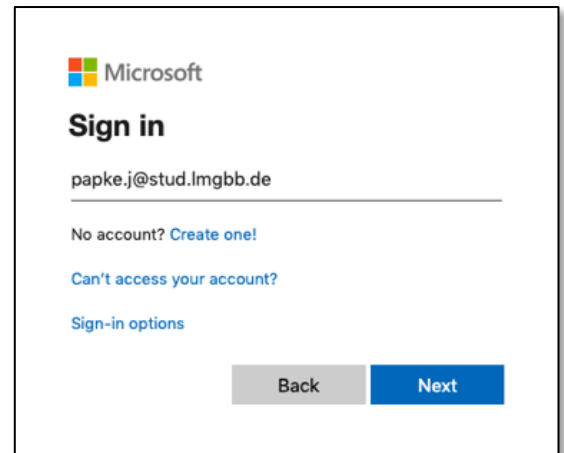 Microsoft
Sign in
papke.j@stud.lmgbb.de
No account? Create one!
Can't access your account?
Sign-in options
Back Next